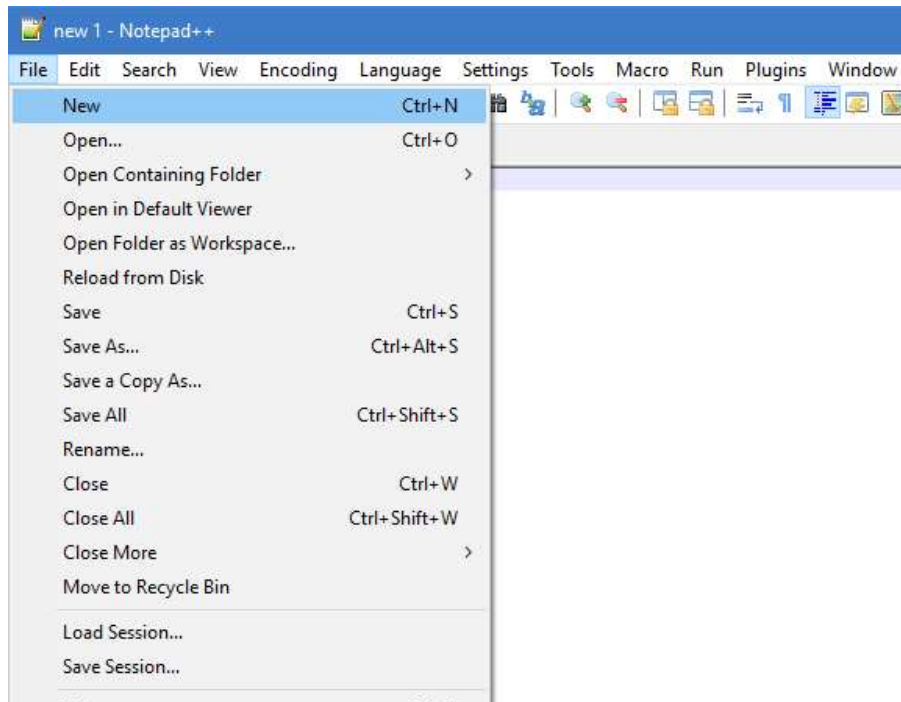 new 1 - Notepad++
File Edit Search View Encoding Language Settings Tools Macro Run Plugins Window
New Ctrl+N
Open... Ctrl+O
Open Containing Folder >
Open in Default Viewer
Open Folder as Workspace...
Reload from Disk
Save Ctrl+S
Save As... Ctrl+Alt+S
Save a Copy As...
Save All Ctrl+Shift+S
Rename...
Close Ctrl+W
Close All Ctrl+Shift+W
Close More >
Move to Recycle Bin
Load Session...
Save Session...